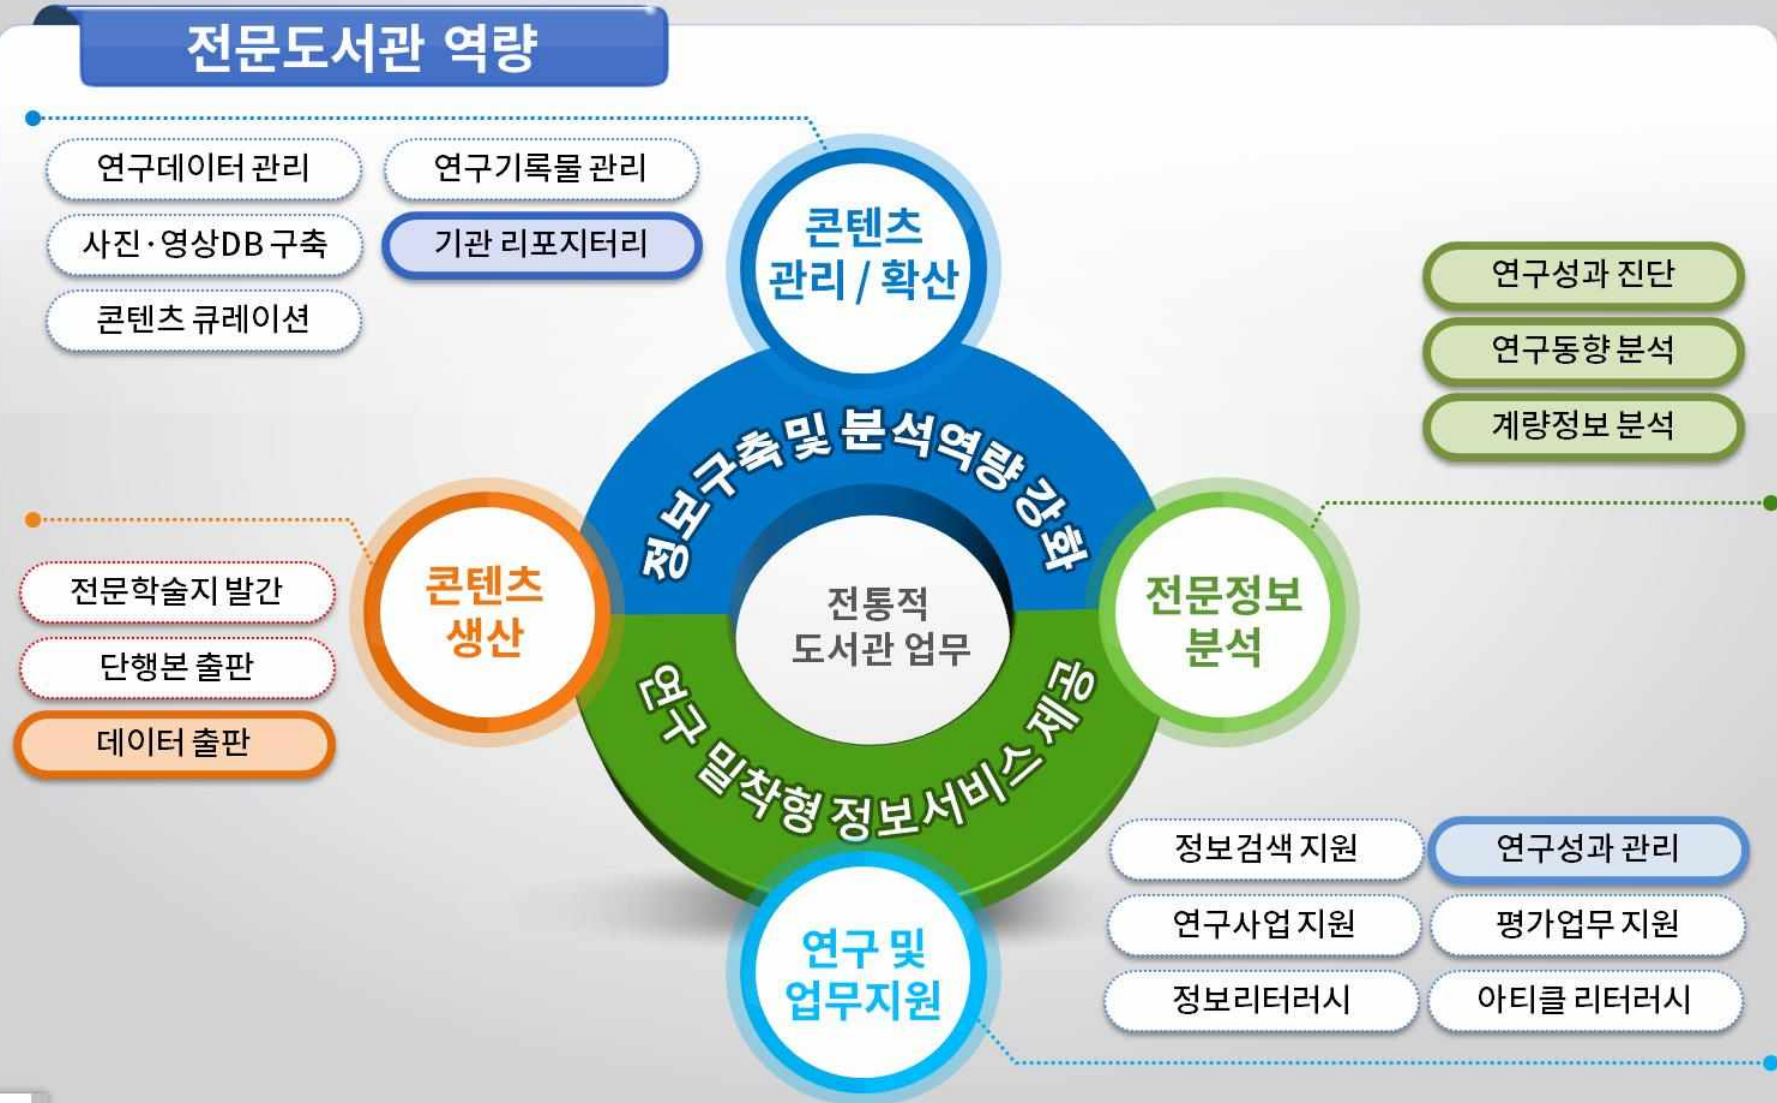 전문도서관 역량
연구데이터 관리
연구기록물 관리
사진·영상DB 구축
기관 리포지터리
콘텐츠 큐레이션
콘텐츠
관리 / 확산
연구성과 진단
연구동향 분석
계량정보 분석
정보구축 및 분석역량 강화
전문학술지 발간
단행본 출판
데이터 출판
콘텐츠
생산
전통적
도서관 업무
전문정보
분석
연구 밀착형 정보서비스 제공
연구 및
업무지원
정보검색 지원
연구성과 관리
연구사업 지원
평가업무 지원
정보리터러시
아티클 리터러시